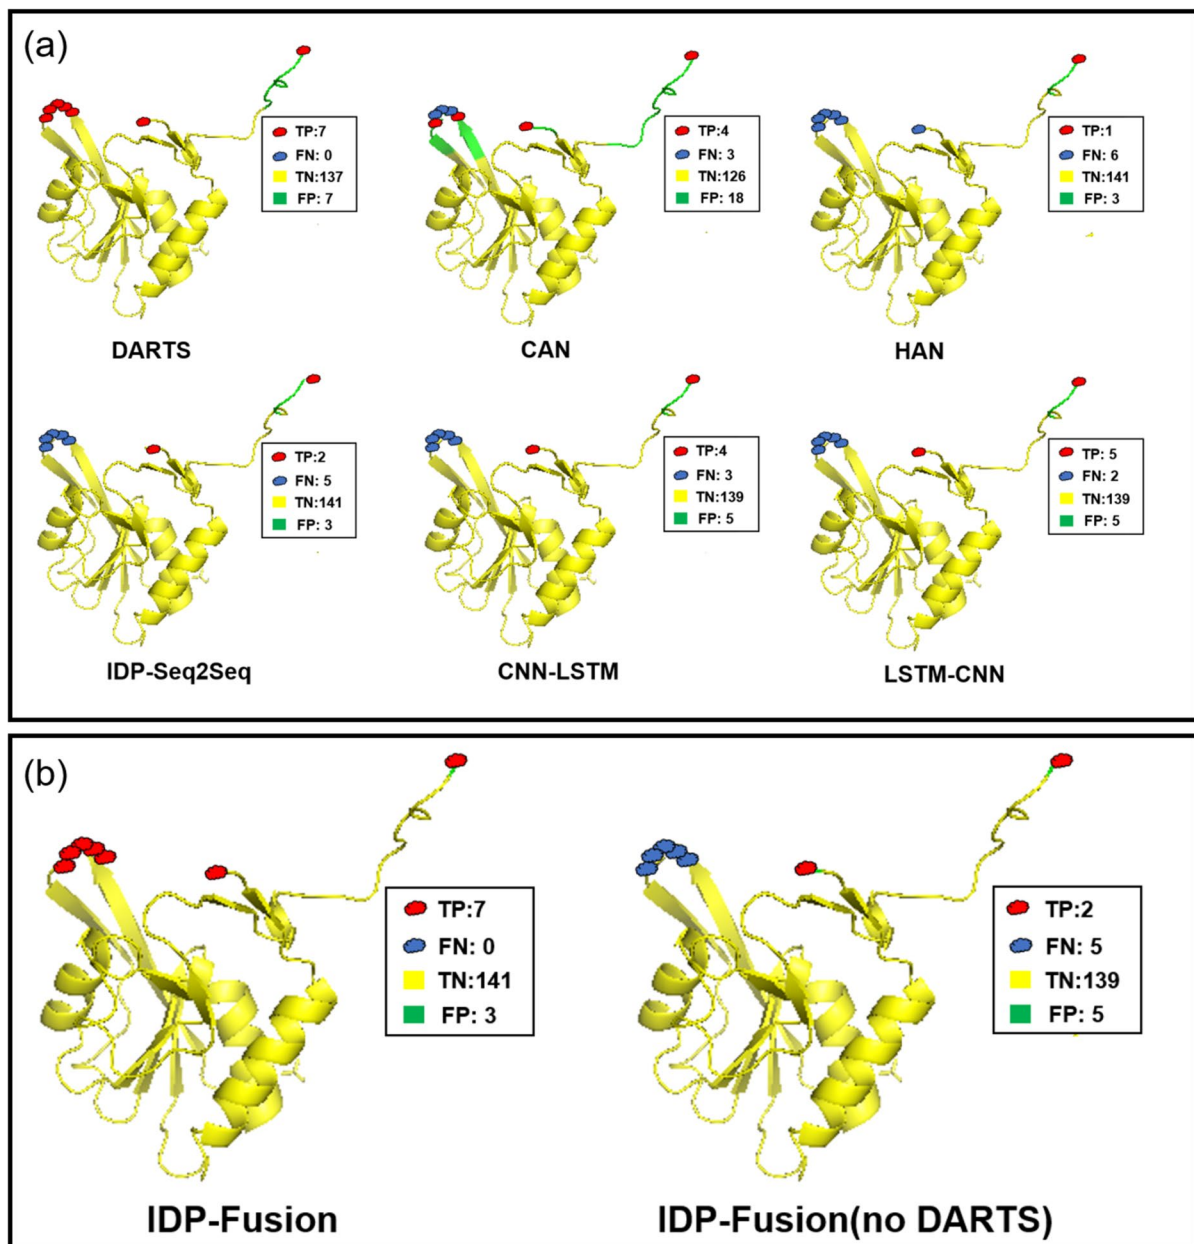 (a)
TP:7
FN: 0
TN:137
FP: 7
DARTS
TP:4
FN: 3
TN:126
FP: 18
CAN
TP:1
FN: 6
TN:141
FP: 3
HAN
TP:2
FN: 5
TN:141
FP: 3
IDP-Seq2Seq
TP:4
FN: 3
TN:139
FP: 5
CNN-LSTM
TP: 5
FN: 2
TN:139
FP: 5
LSTM-CNN
(b)
TP:7
FN: 0
TN:141
FP: 3
IDP-Fusion
TP:2
FN: 5
TN:139
FP: 5
IDP-Fusion(no DARTS)